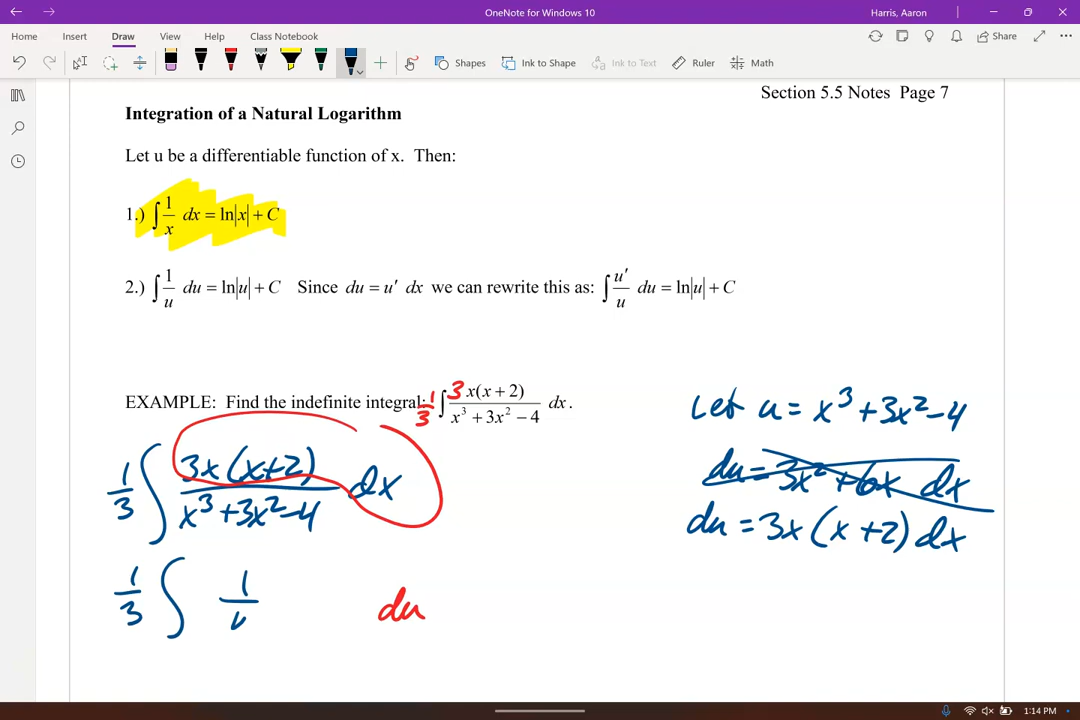 OneNote for Windows 10
Harris, Aaron
Home Insert Draw View Help Class Notebook
Share
Shapes Ink to Shape Ink to Text Ruler Math
Section 5.5 Notes Page 7
Integration of a Natural Logarithm
Let u be a differentiable function of x. Then:
1.) ∫ 1/x dx = ln|x| + C
2.) ∫ 1/u du = ln|u| + C Since du = u′ dx we can rewrite this as: ∫ u′/u du = ln|u| + C
EXAMPLE: Find the indefinite integral: 1/3 ∫ 3x(x + 2)/(x³ + 3x² − 4) dx.
Let u = x³ + 3x² − 4
1/3 ∫ 3x(x+2)/(x³ + 3x² − 4) dx
du = 3x² + 6x dx
du = 3x(x + 2) dx
1/3 ∫ 1/u du
1:14 PM